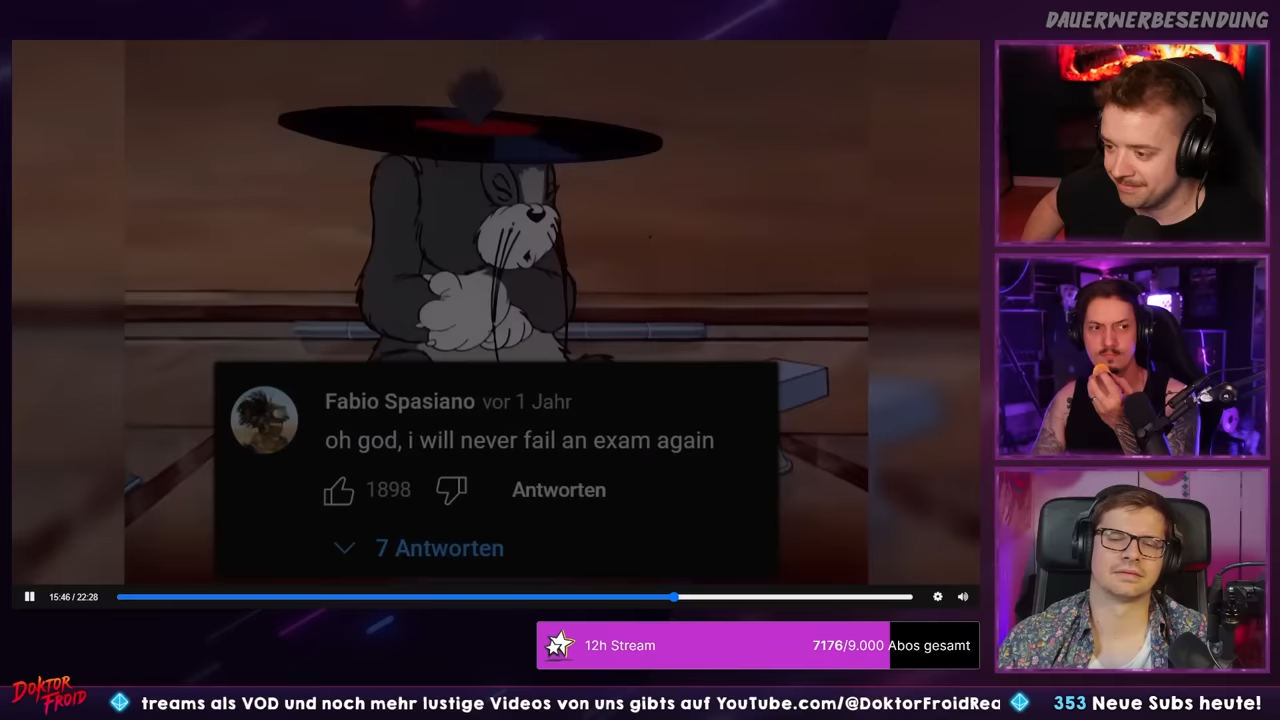 DAUERWERBESENDUNG
Fabio Spasiano vor 1 Jahr
oh god, i will never fail an exam again
1898 Antworten
7 Antworten
15:46 / 22:28
12h Stream 7176/9.000 Abos gesamt
DOKTOR
FROID
treams als VOD und noch mehr lustige Videos von uns gibts auf YouTube.com/@DoktorFroidRea
353 Neue Subs heute!